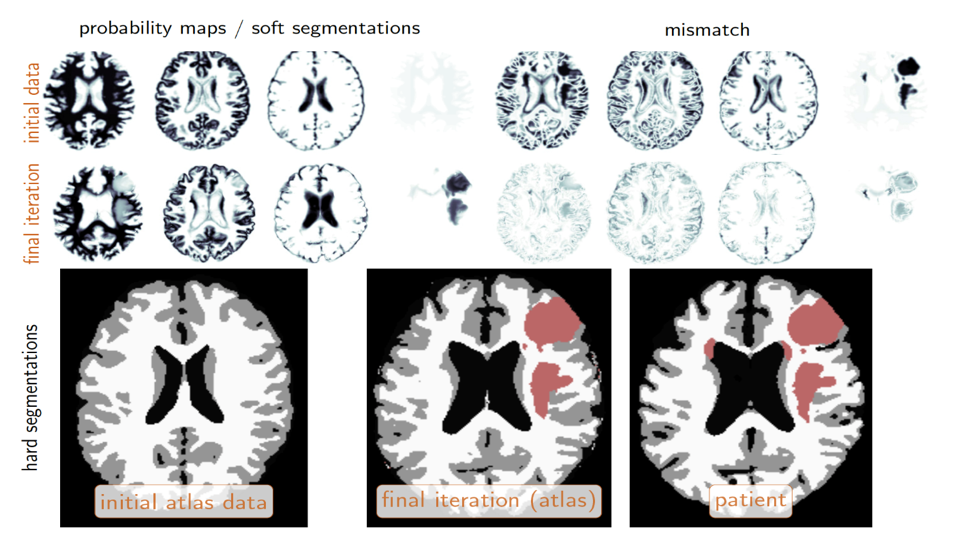 probability maps / soft segmentations
mismatch
initial data
final iteration
hard segmentations
initial atlas data
final iteration (atlas)
patient